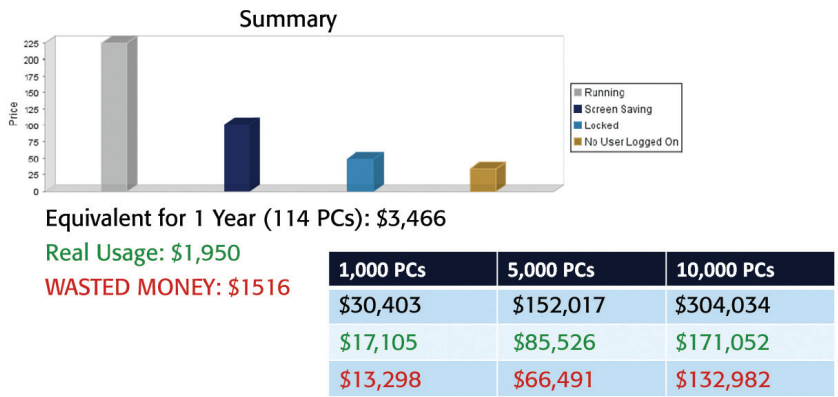 Summary
Price
225
200
175
150
125
100
75
50
25
0
Running
Screen Saving
Locked
No User Logged On
Equivalent for 1 Year (114 PCs): $3,466
Real Usage: $1,950
WASTED MONEY: $1516
1,000 PCs 5,000 PCs 10,000 PCs
$30,403 $152,017 $304,034
$17,105 $85,526 $171,052
$13,298 $66,491 $132,982